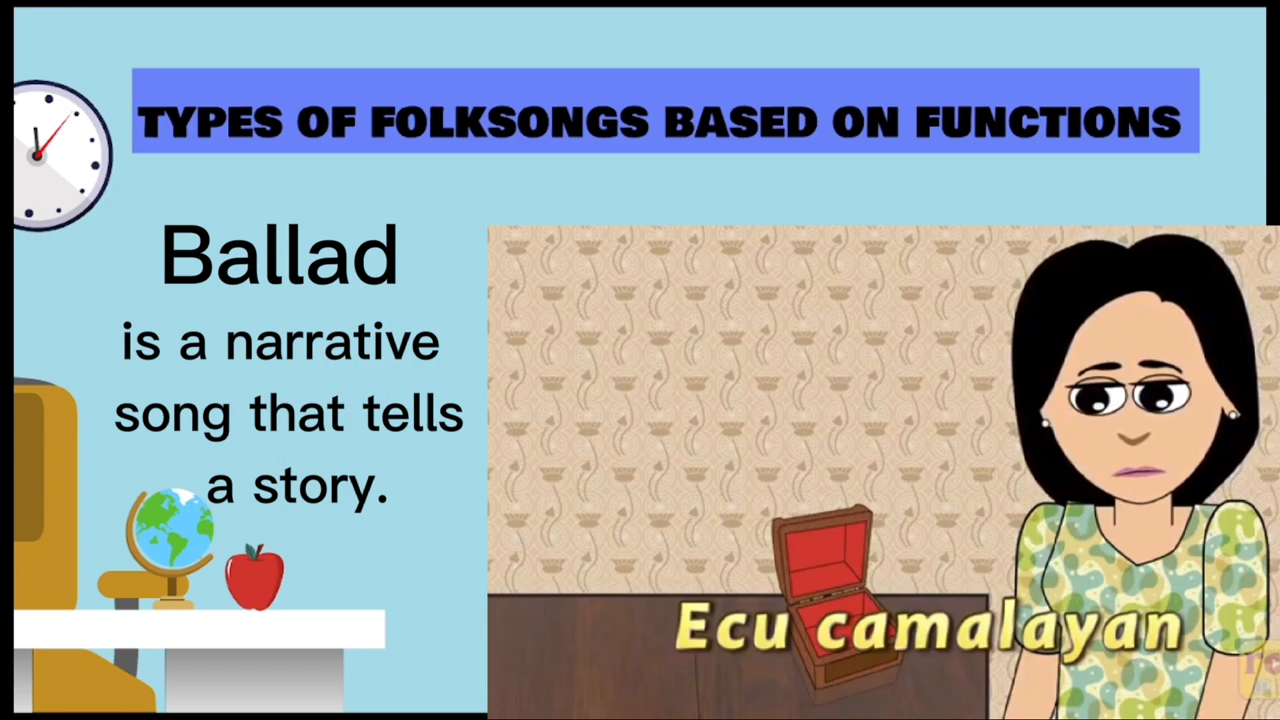 TYPES OF FOLKSONGS BASED ON FUNCTIONS
Ballad
is a narrative
song that tells
a story.
Ecu camalayan